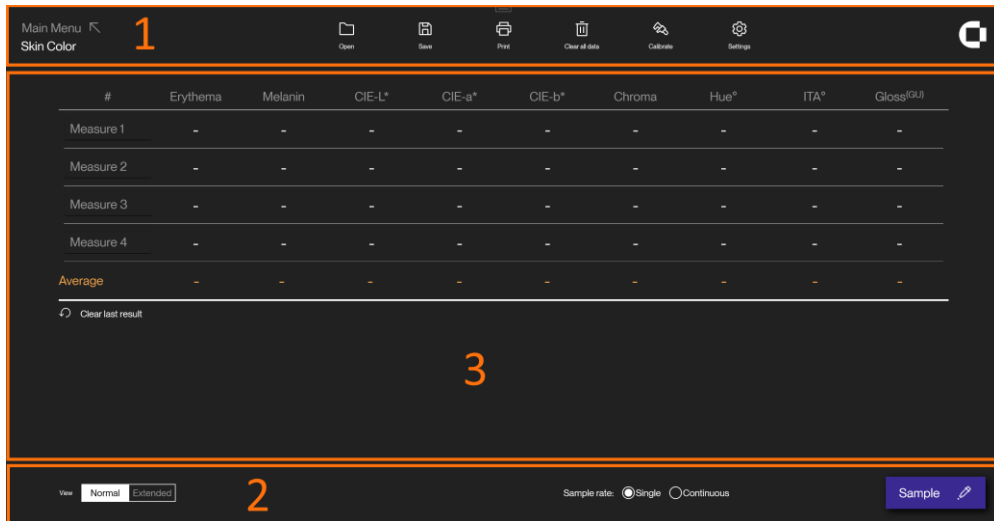 Main Menu
Skin Color
1
Open Save Print Clear all data Calibrate Settings
# Erythema Melanin CIE-L* CIE-a* CIE-b* Chroma Hue° ITA° Gloss(GU)
Measure 1 - - - - - - - - -
Measure 2 - - - - - - - - -
Measure 3 - - - - - - - - -
Measure 4 - - - - - - - - -
Average - - - - - - - - -
Clear last result
3
View Normal Extended 2 Sample rate: Single Continuous Sample